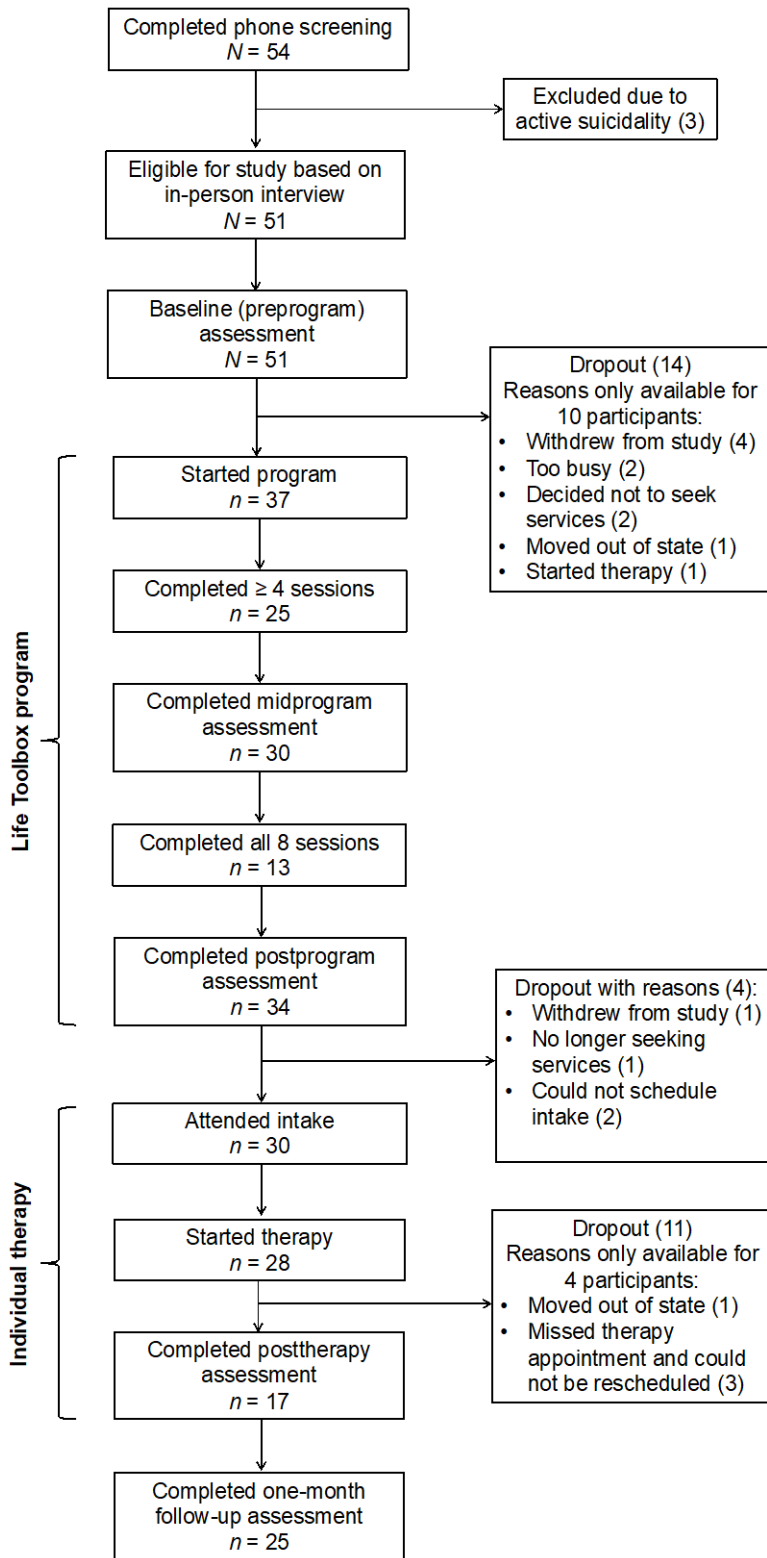 Completed phone screening
N = 54
Excluded due to
active suicidality (3)
Eligible for study based on
in-person interview
N = 51
Baseline (preprogram)
assessment
N = 51
Dropout (14)
Reasons only available for
10 participants:
• Withdrew from study (4)
• Too busy (2)
• Decided not to seek
services (2)
• Moved out of state (1)
• Started therapy (1)
Life Toolbox program
Started program
n = 37
Completed ≥ 4 sessions
n = 25
Completed midprogram
assessment
n = 30
Completed all 8 sessions
n = 13
Completed postprogram
assessment
n = 34
Dropout with reasons (4):
• Withdrew from study (1)
• No longer seeking
services (1)
• Could not schedule
intake (2)
Individual therapy
Attended intake
n = 30
Started therapy
n = 28
Dropout (11)
Reasons only available for
4 participants:
• Moved out of state (1)
• Missed therapy
appointment and could
not be rescheduled (3)
Completed posttherapy
assessment
n = 17
Completed one-month
follow-up assessment
n = 25